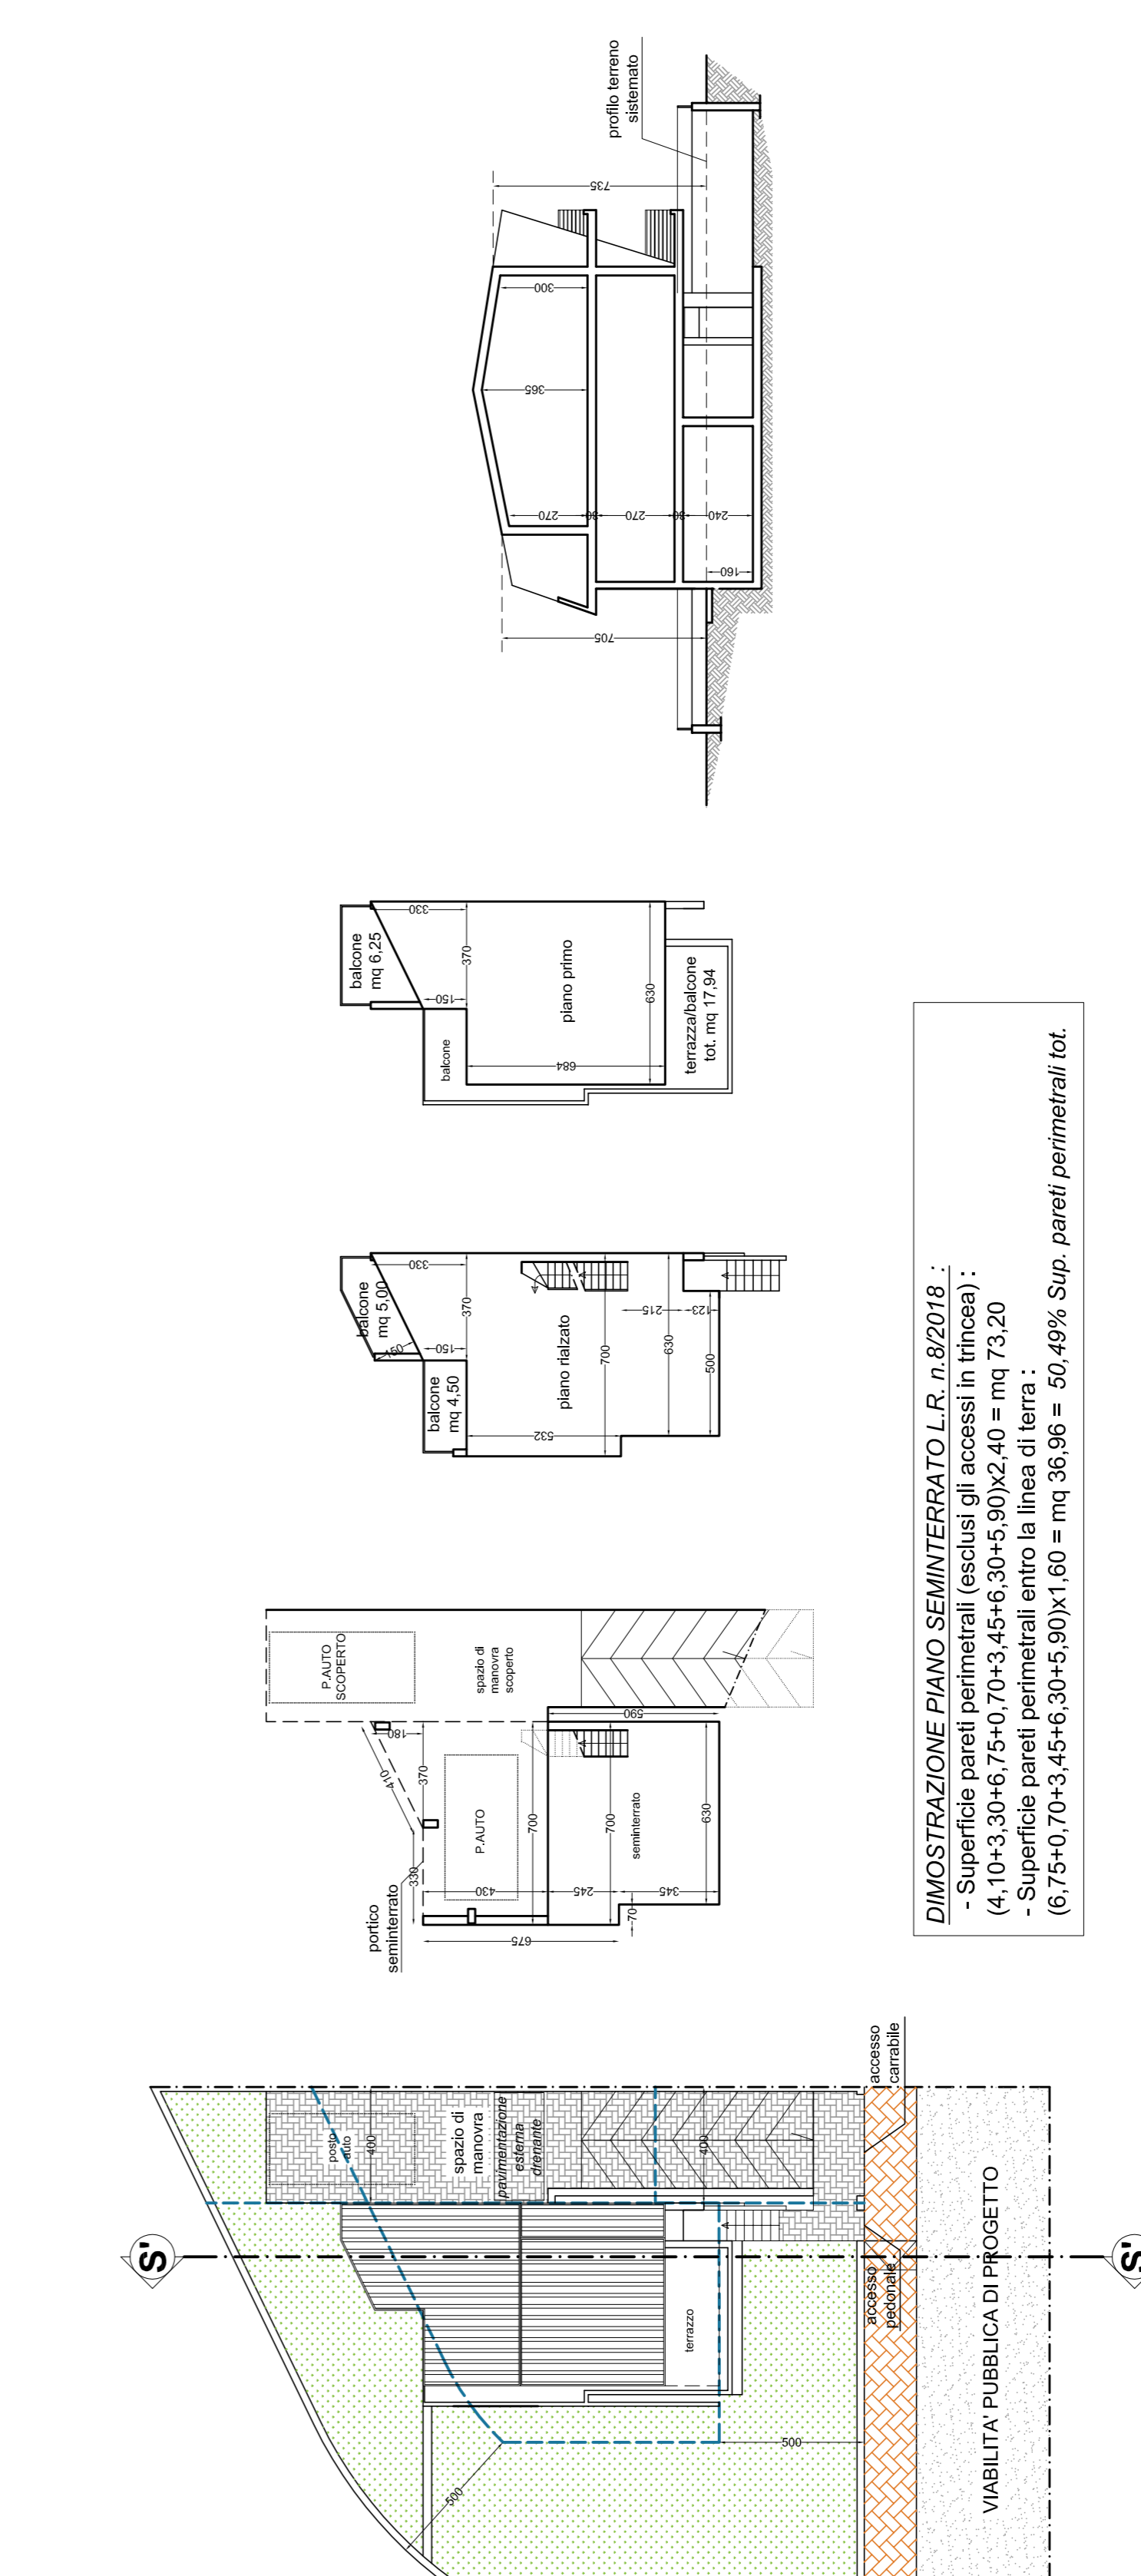 S'
S'
posto
auto
400
spazio di
manovra
pavimentazione
esterna
drenante
400
terrazzo
500
500
accesso
carrabile
accesso
pedonale
VIABILITA' PUBBLICA DI PROGETTO
P.AUTO
SCOPERTO
spazio di
manovra
scoperto
portico
seminterrato
P.AUTO
seminterrato
180
410
370
330
430
700
245
700
345
630
590
70
675
balcone
mq 5,00
150
330
370
150
balcone
mq 4,50
piano rialzato
532
700
215
630
123
500
balcone
mq 6,25
330
370
150
balcone
piano primo
684
630
terrazza/balcone
tot. mq 17,94
profilo terreno
sistemato
735
300
365
270
30
270
30
240
160
705
DIMOSTRAZIONE PIANO SEMINTERRATO L.R. n.8/2018 :
- Superficie pareti perimetrali (esclusi gli accessi in trincea) :
(4,10+3,30+6,75+0,70+3,45+6,30+5,90)x2,40 = mq 73,20
- Superficie pareti perimetrali entro la linea di terra :
(6,75+0,70+3,45+6,30+5,90)x1,60 = mq 36,96 = 50,49% Sup. pareti perimetrali tot.